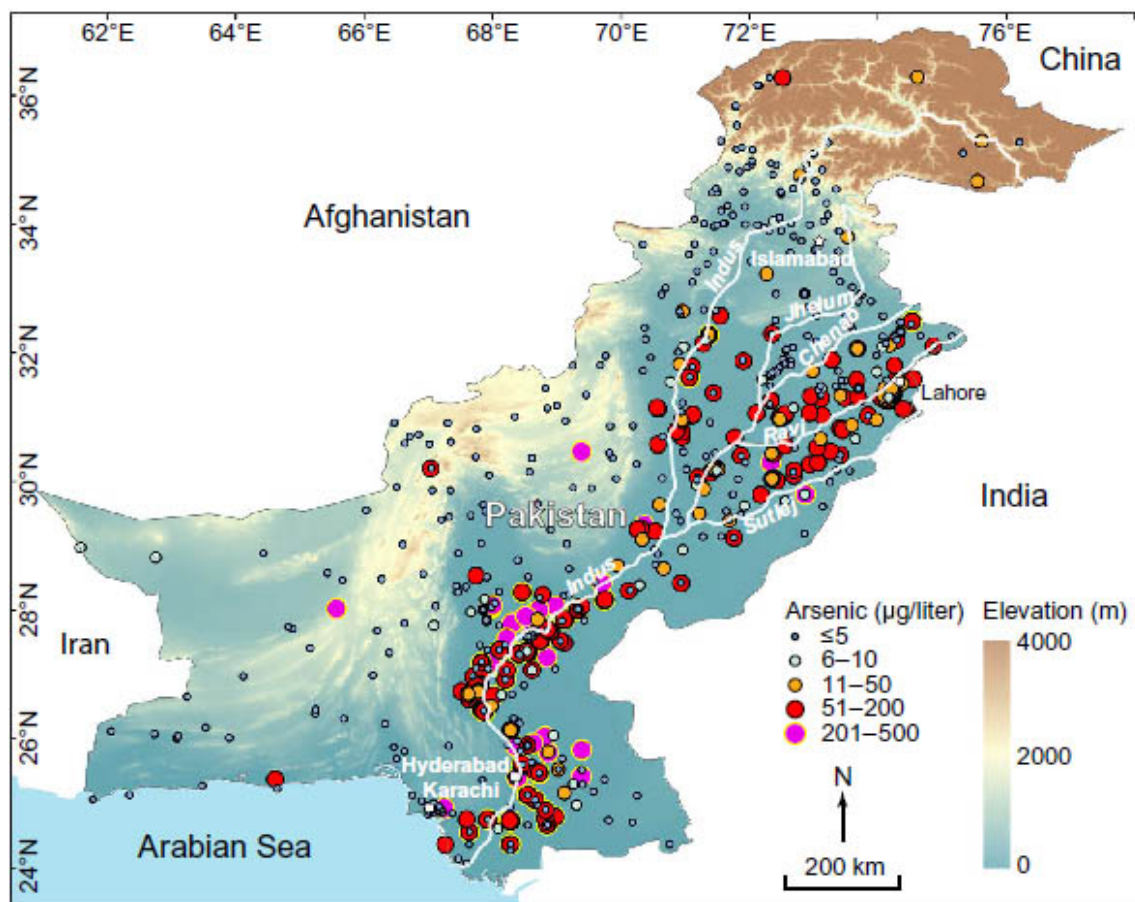 62°E 64°E 66°E 68°E 70°E 72°E 74°E 76°E
36°N
34°N
32°N
30°N
28°N
26°N
24°N
China
Afghanistan
Indus
Islamabad
Jhelum
Chenab
Lahore
Ravi
Pakistan
Sutlej
India
Indus
Iran
Hyderabad
Karachi
Arabian Sea
Arsenic (µg/liter)
≤5
6–10
11–50
51–200
201–500
Elevation (m)
4000
2000
0
N
200 km